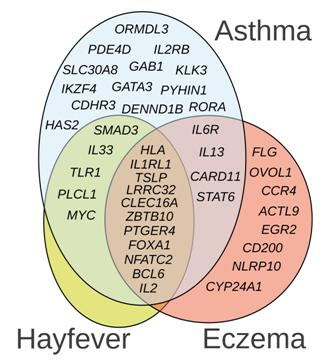 Asthma
ORMDL3
PDE4D IL2RB
SLC30A8 GAB1 KLK3
IKZF4 GATA3 PYHIN1
CDHR3 DENND1B RORA
HAS2
SMAD3 IL6R
IL33 HLA IL13 FLG
IL1RL1
TLR1 TSLP CARD11 OVOL1
LRRC32 CCR4
PLCL1 CLEC16A STAT6
MYC ZBTB10 ACTL9
PTGER4 EGR2
FOXA1 CD200
NFATC2 NLRP10
BCL6
IL2 CYP24A1
Hayfever Eczema